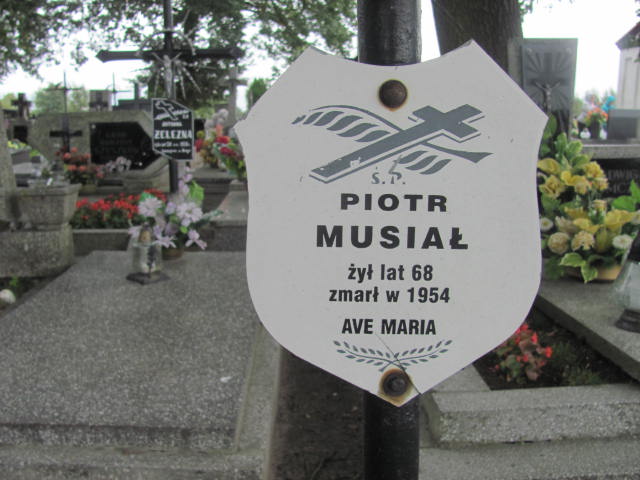 Ś. P.
PIOTR
MUSIAŁ
żył lat 68
zmarł w 1954
AVE MARIA
ŻELEZNA